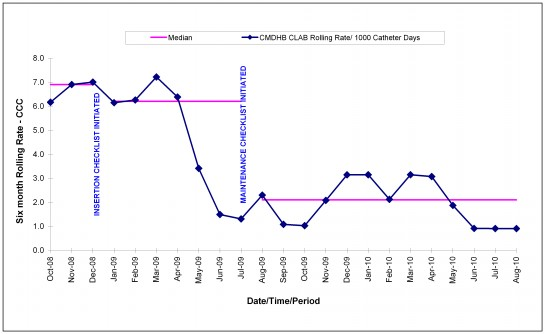 Median
CMDHB CLAB Rolling Rate/ 1000 Catheter Days
Six month Rolling Rate - CCC
8.0
7.0
6.0
5.0
4.0
3.0
2.0
1.0
0.0
INSERTION CHECKLIST INITIATED
MAINTENANCE CHECKLIST INITIATED
Oct-08
Nov-08
Dec-08
Jan-09
Feb-09
Mar-09
Apr-09
May-09
Jun-09
Jul-09
Aug-09
Sep-09
Oct-09
Nov-09
Dec-09
Jan-10
Feb-10
Mar-10
Apr-10
May-10
Jun-10
Jul-10
Aug-10
Date/Time/Period